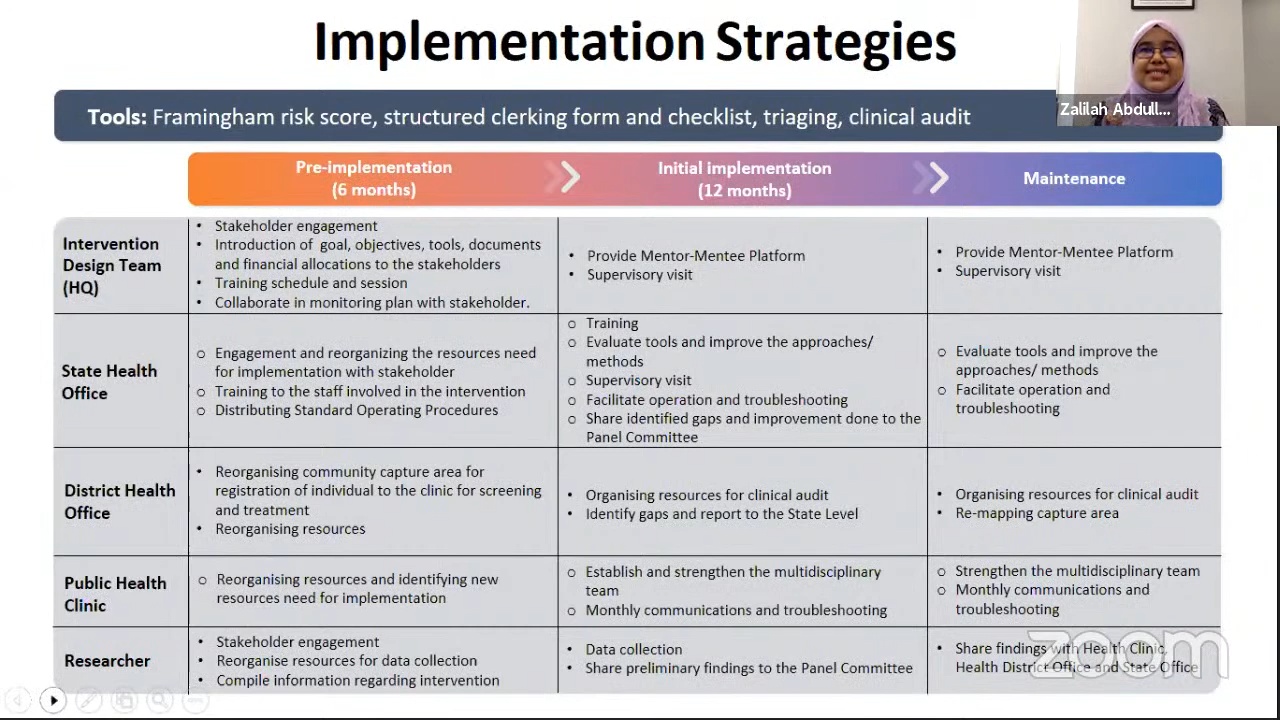 Implementation Strategies
Zalilah Abdull...
Tools: Framingham risk score, structured clerking form and checklist, triaging, clinical audit
Pre-implementation
(6 months)
Initial implementation
(12 months)
Maintenance
Intervention
Design Team
(HQ)
• Stakeholder engagement
• Introduction of goal, objectives, tools, documents
and financial allocations to the stakeholders
• Training schedule and session
• Collaborate in monitoring plan with stakeholder.
• Provide Mentor-Mentee Platform
• Supervisory visit
• Provide Mentor-Mentee Platform
• Supervisory visit
State Health
Office
o Engagement and reorganizing the resources need
for implementation with stakeholder
o Training to the staff involved in the intervention
o Distributing Standard Operating Procedures
o Training
o Evaluate tools and improve the approaches/
methods
o Supervisory visit
o Facilitate operation and troubleshooting
o Share identified gaps and improvement done to the
Panel Committee
o Evaluate tools and improve the
approaches/ methods
o Facilitate operation and
troubleshooting
District Health
Office
• Reorganising community capture area for
registration of individual to the clinic for screening
and treatment
• Reorganising resources
• Organising resources for clinical audit
• Identify gaps and report to the State Level
• Organising resources for clinical audit
• Re-mapping capture area
Public Health
Clinic
o Reorganising resources and identifying new
resources need for implementation
o Establish and strengthen the multidisciplinary
team
o Monthly communications and troubleshooting
o Strengthen the multidisciplinary team
o Monthly communications and
troubleshooting
Researcher
• Stakeholder engagement
• Reorganise resources for data collection
• Compile information regarding intervention
• Data collection
• Share preliminary findings to the Panel Committee
• Share findings with Health Clinic,
Health District Office and State Office
zoom